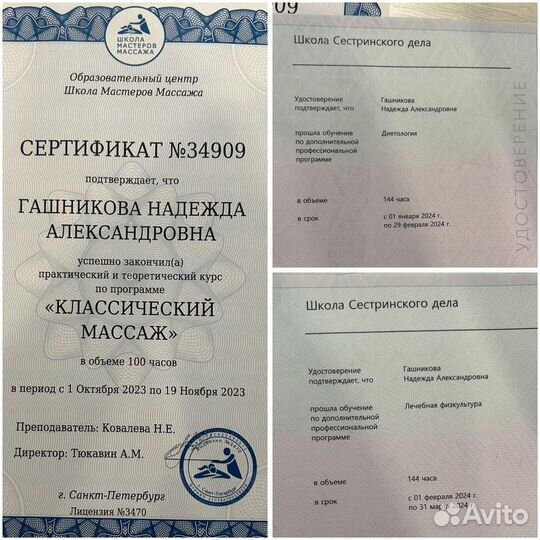 ШКОЛА
МАСТЕРОВ
МАССАЖА
Образовательный центр
Школа Мастеров Массажа
СЕРТИФИКАТ №34909
подтверждает, что
ГАШНИКОВА НАДЕЖДА
АЛЕКСАНДРОВНА
успешно закончил(а)
практический и теоретический курс
по программе
«КЛАССИЧЕСКИЙ
МАССАЖ»
в объеме 100 часов
в период с 1 Октября 2023 по 19 Ноября 2023
Преподаватель: Ковалева Н.Е.
Директор: Тюкавин А.М.
г. Санкт-Петербург
Лицензия №3470
09
Школа Сестринского дела
Удостоверение Гашникова
подтверждает, что Надежда Александровна
прошла обучение Диетология
по дополнительной
профессиональной
программе
в объеме 144 часа
в срок с 01 января 2024 г.
по 29 февраля 2024 г.
УДОСТОВЕРЕНИЕ
Школа Сестринского дела
Удостоверение Гашникова
подтверждает, что Надежда Александровна
прошла обучение Лечебная физкультура
по дополнительной
профессиональной
программе
в объеме 144 часа
в срок с 01 февраля 2024 г.
по 31 марта 2024 г.
Avito